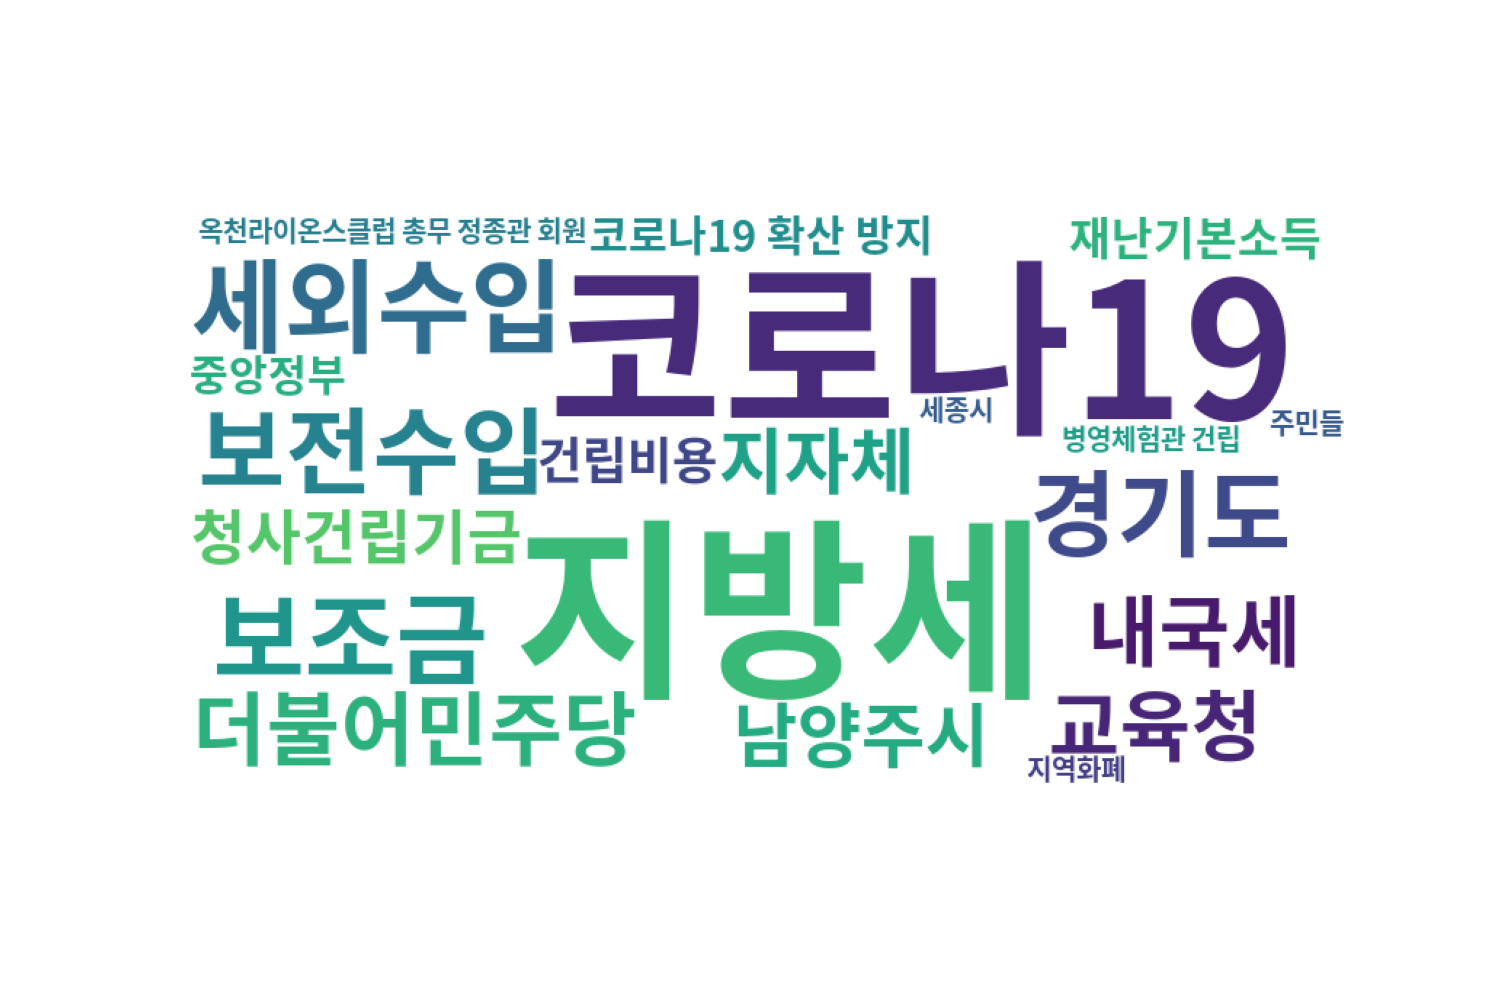 옥천라이온스클럽 총무 정종관 회원
코로나19 확산 방지
재난기본소득
세외수입
코로나19
중앙정부
세종시
주민들
보전수입
건립비용
지자체
병영체험관 건립
경기도
청사건립기금
지방세
보조금
내국세
더불어민주당
남양주시
교육청
지역화폐